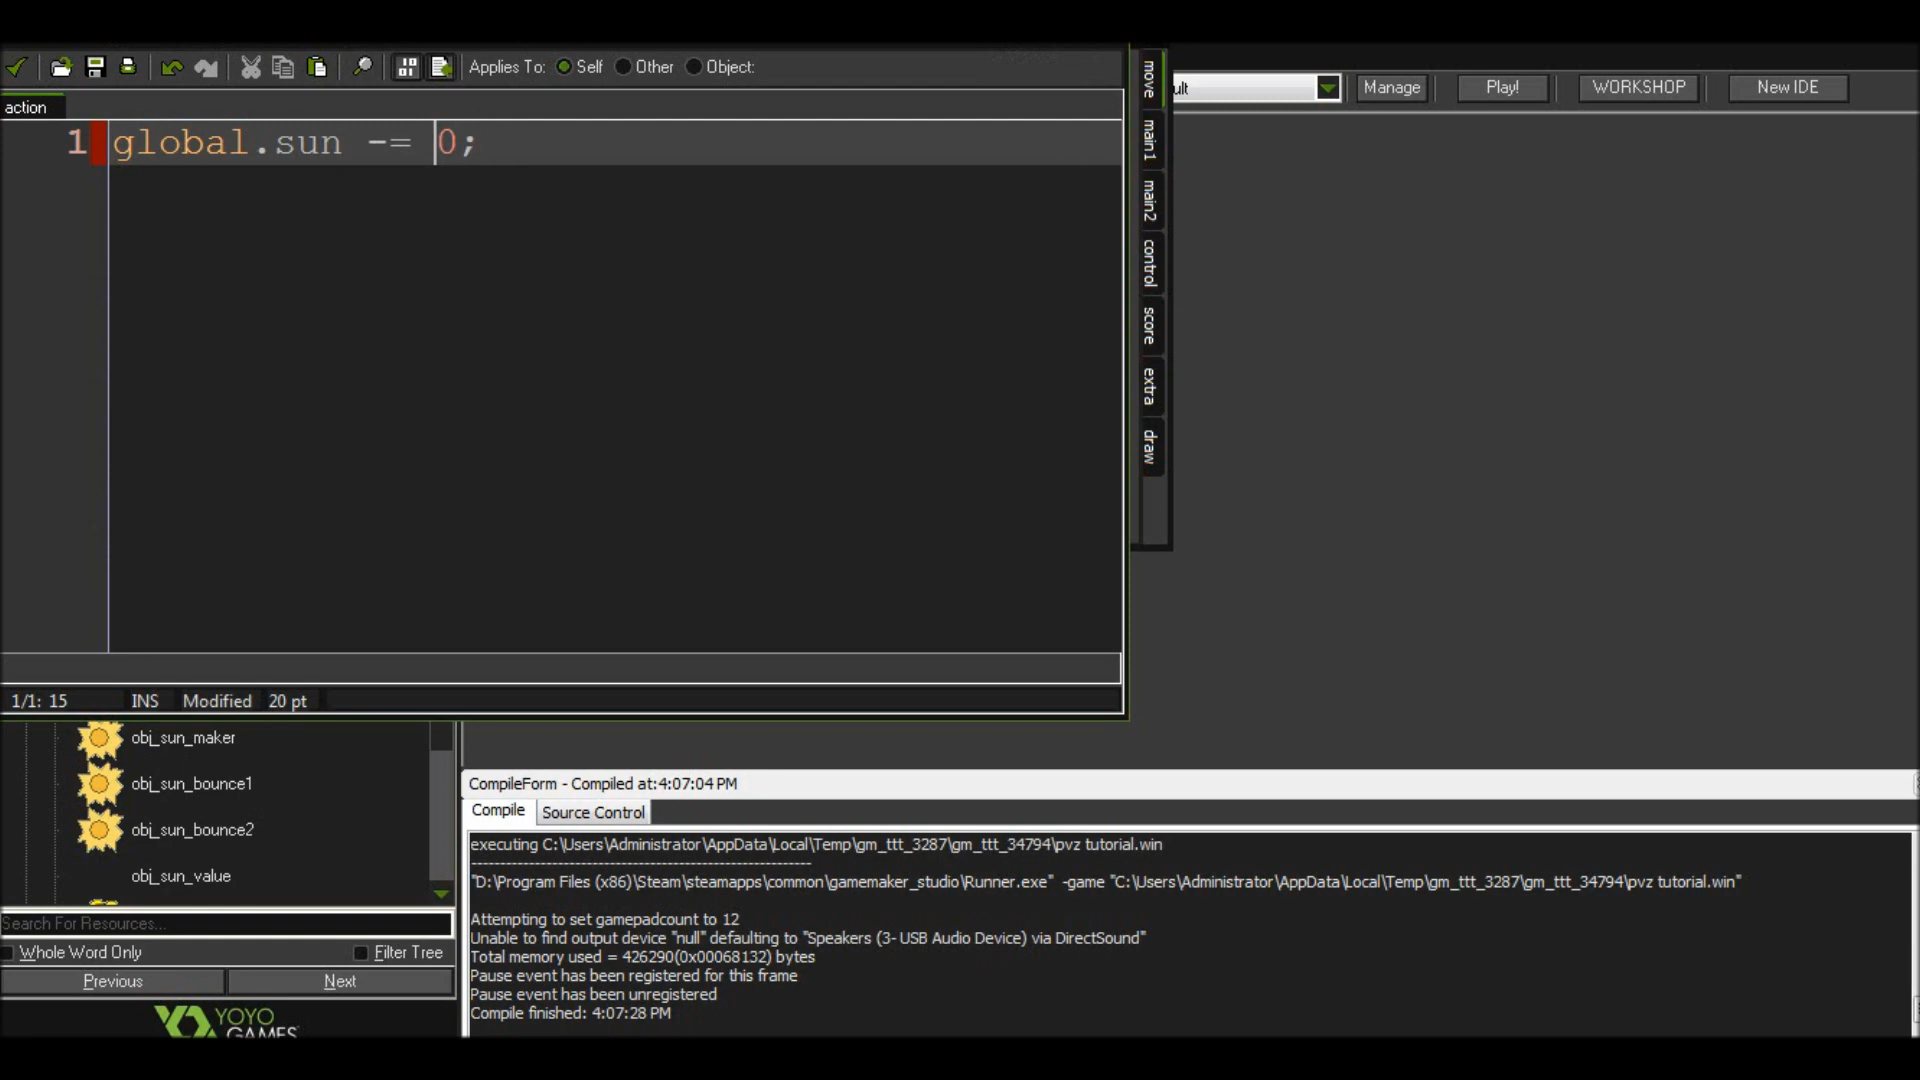 Applies To: Self Other Object:
action
1 global.sun -= 0;
1/1: 15 INS Modified 20 pt
move
main1
main2
control
score
extra
draw
ult Manage Play! WORKSHOP New IDE
obj_sun_maker
obj_sun_bounce1
obj_sun_bounce2
obj_sun_value
Search For Resources...
Whole Word Only Filter Tree
Previous Next
YOYO
GAMES
CompileForm - Compiled at:4:07:04 PM
Compile Source Control
executing C:\Users\Administrator\AppData\Local\Temp\gm_ttt_3287\gm_ttt_34794\pvz tutorial.win
"D:\Program Files (x86)\Steam\steamapps\common\gamemaker_studio\Runner.exe" -game "C:\Users\Administrator\AppData\Local\Temp\gm_ttt_3287\gm_ttt_34794\pvz tutorial.win"
Attempting to set gamepadcount to 12
Unable to find output device "null" defaulting to "Speakers (3- USB Audio Device) via DirectSound"
Total memory used = 426290(0x00068132) bytes
Pause event has been registered for this frame
Pause event has been unregistered
Compile finished: 4:07:28 PM